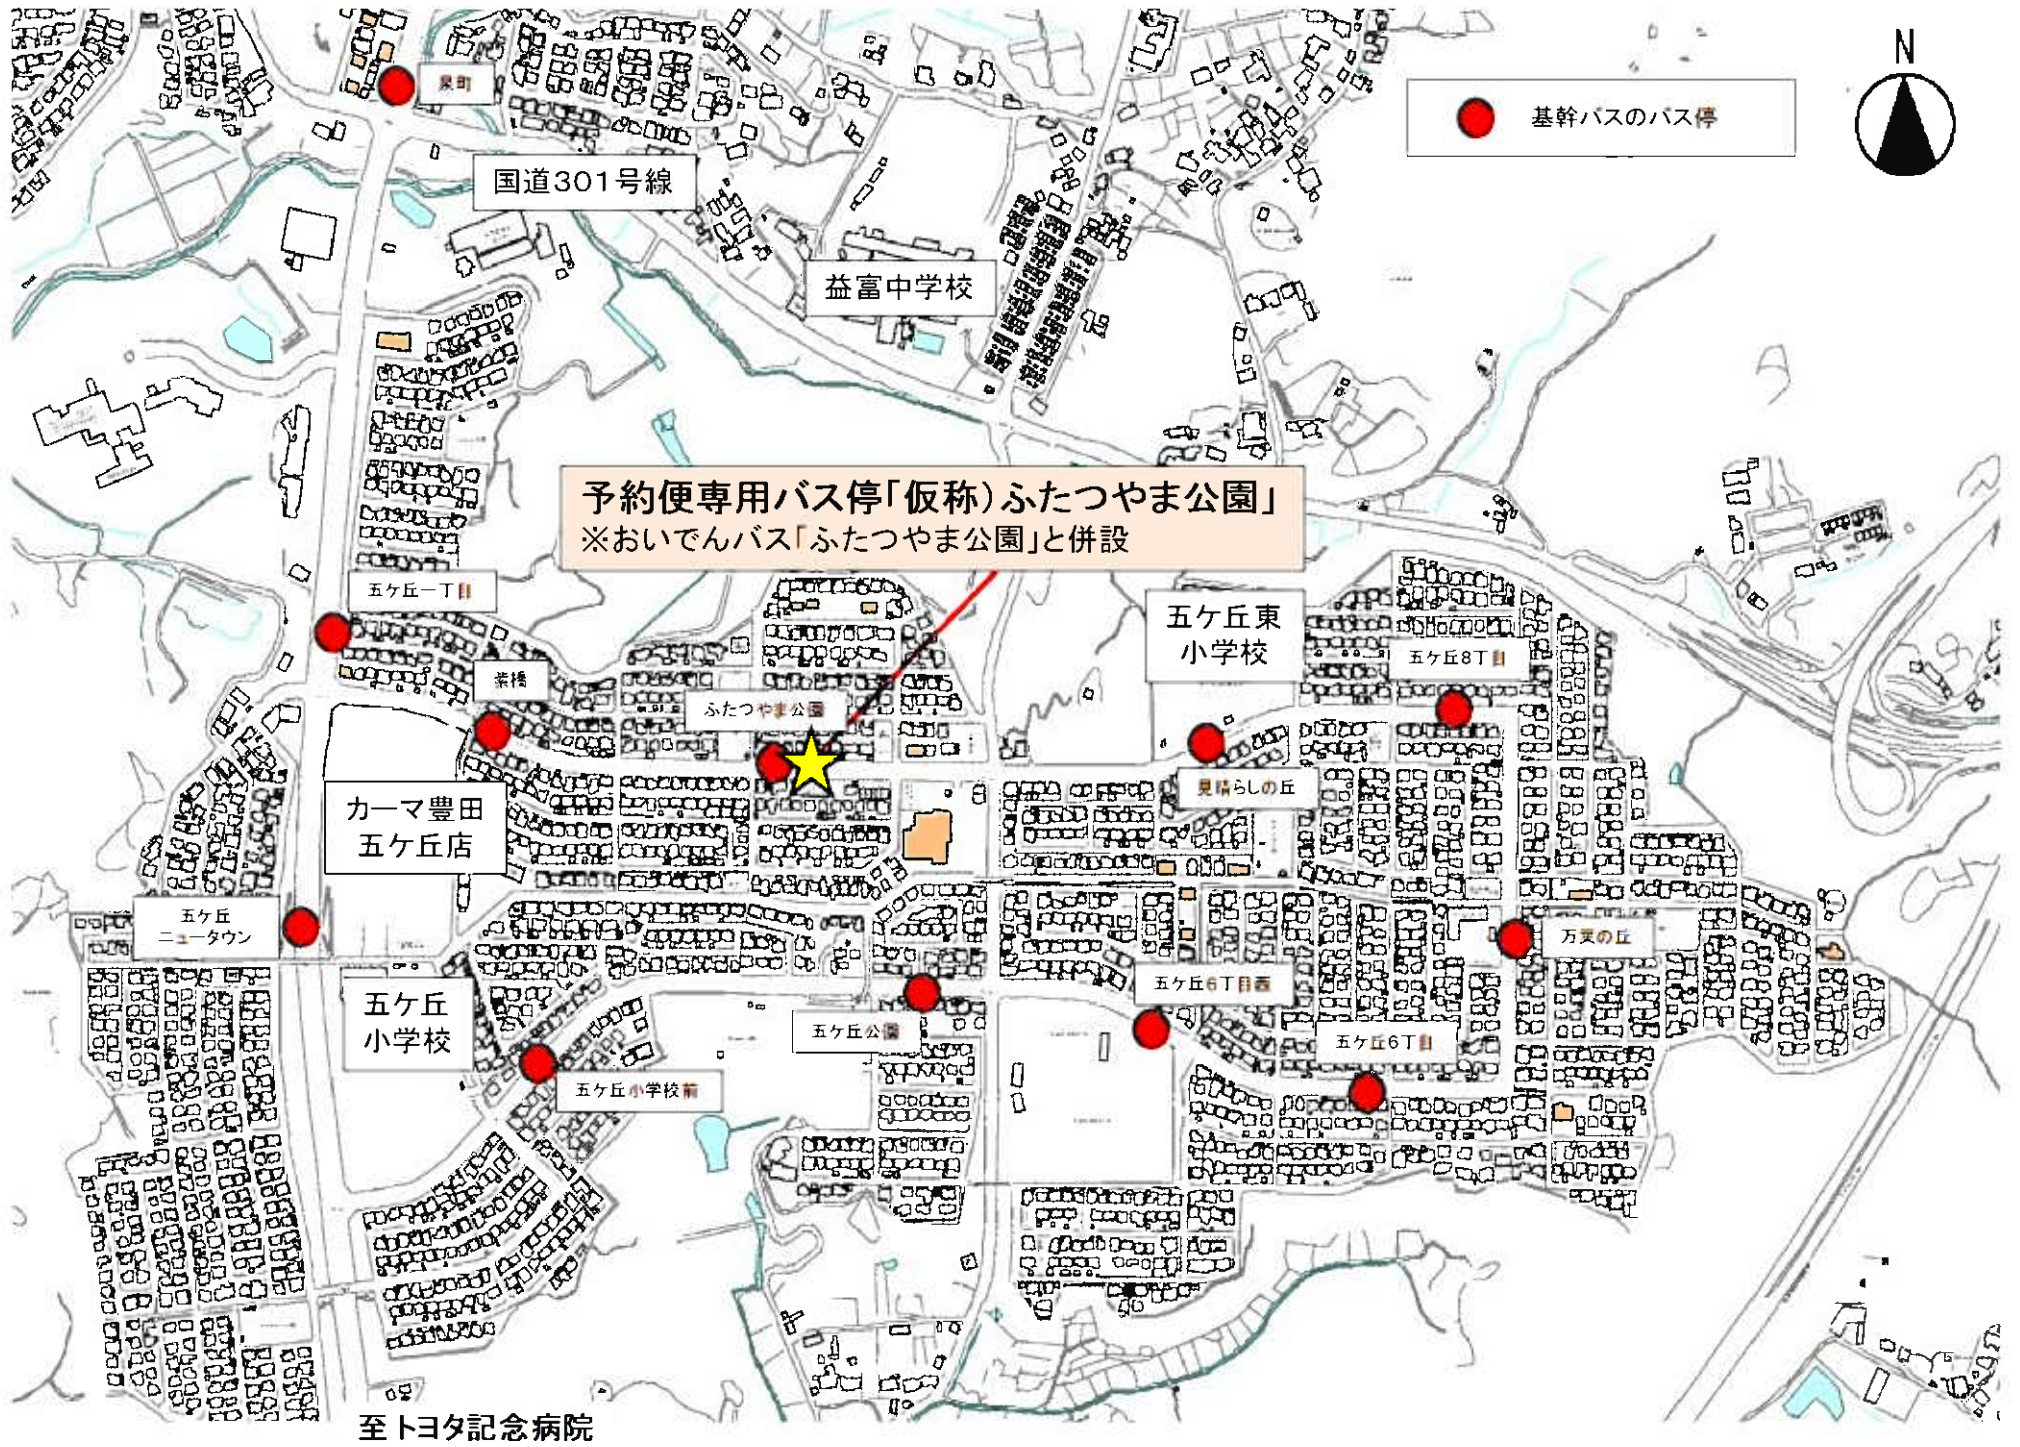 N
泉町
基幹バスのバス停
国道301号線
益富中学校
予約便専用バス停「仮称）ふたつやま公園」
※おいでんバス「ふたつやま公園」と併設
五ケ丘一丁目
五ケ丘東
小学校
五ケ丘8丁目
ふたつやま公園
見晴らしの丘
カーマ豊田
五ケ丘店
五ケ丘
ニュータウン
万葉の丘
五ケ丘
小学校
五ケ丘6丁目西
五ケ丘公園
五ケ丘6丁目
五ケ丘小学校前
至トヨタ記念病院